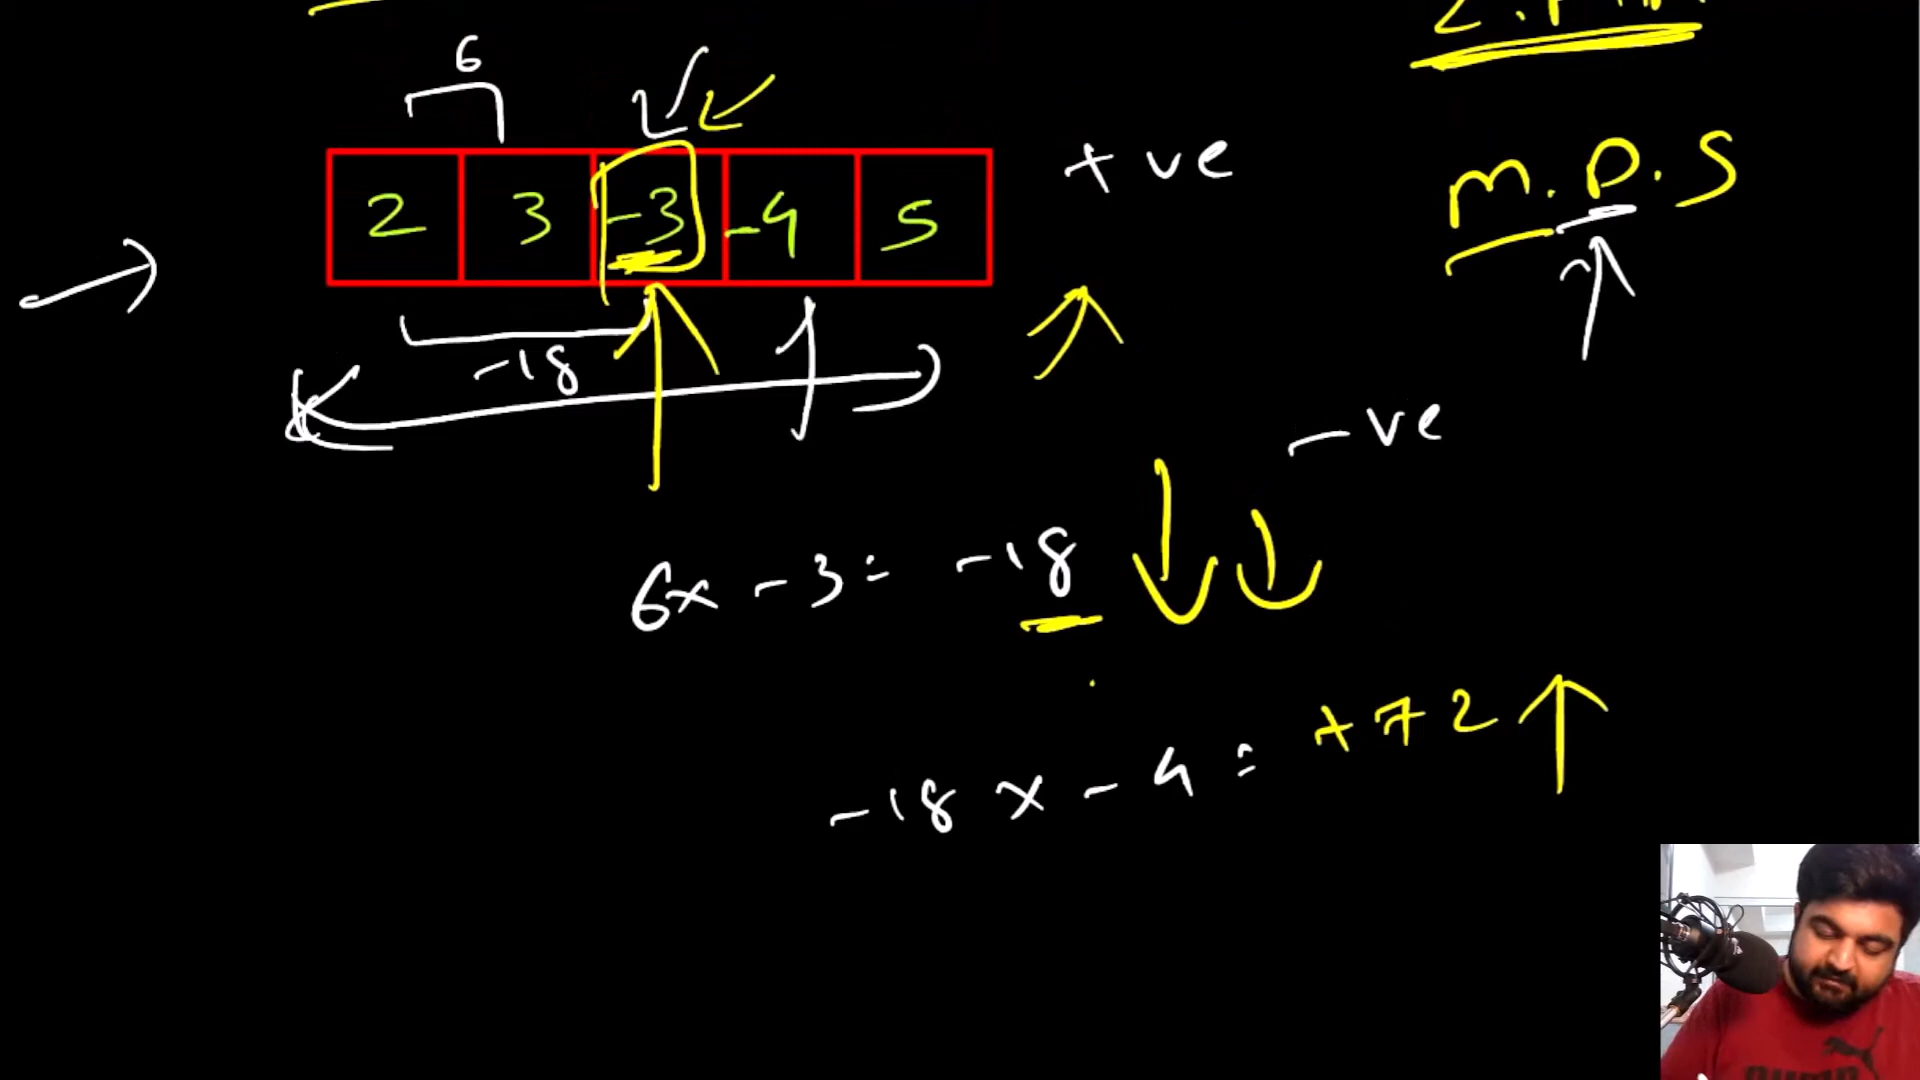 6
2 3 -3 -4 5
+ve
M.P.S
-18
-ve
6x -3 = -18
-18 x -4 = +72